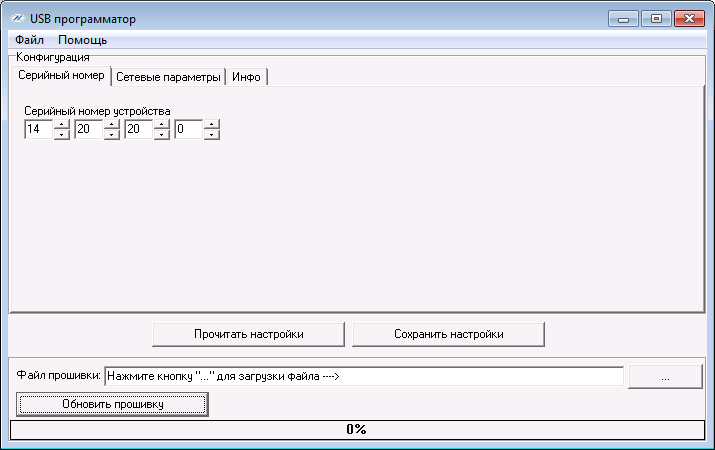 USB программатор
Файл Помощь
Конфигурация
Серийный номер Сетевые параметры Инфо
Серийный номер устройства
14 20 20 0
Прочитать настройки Сохранить настройки
Файл прошивки: Нажмите кнопку "..." для загрузки файла ----> ...
Обновить прошивку
0%